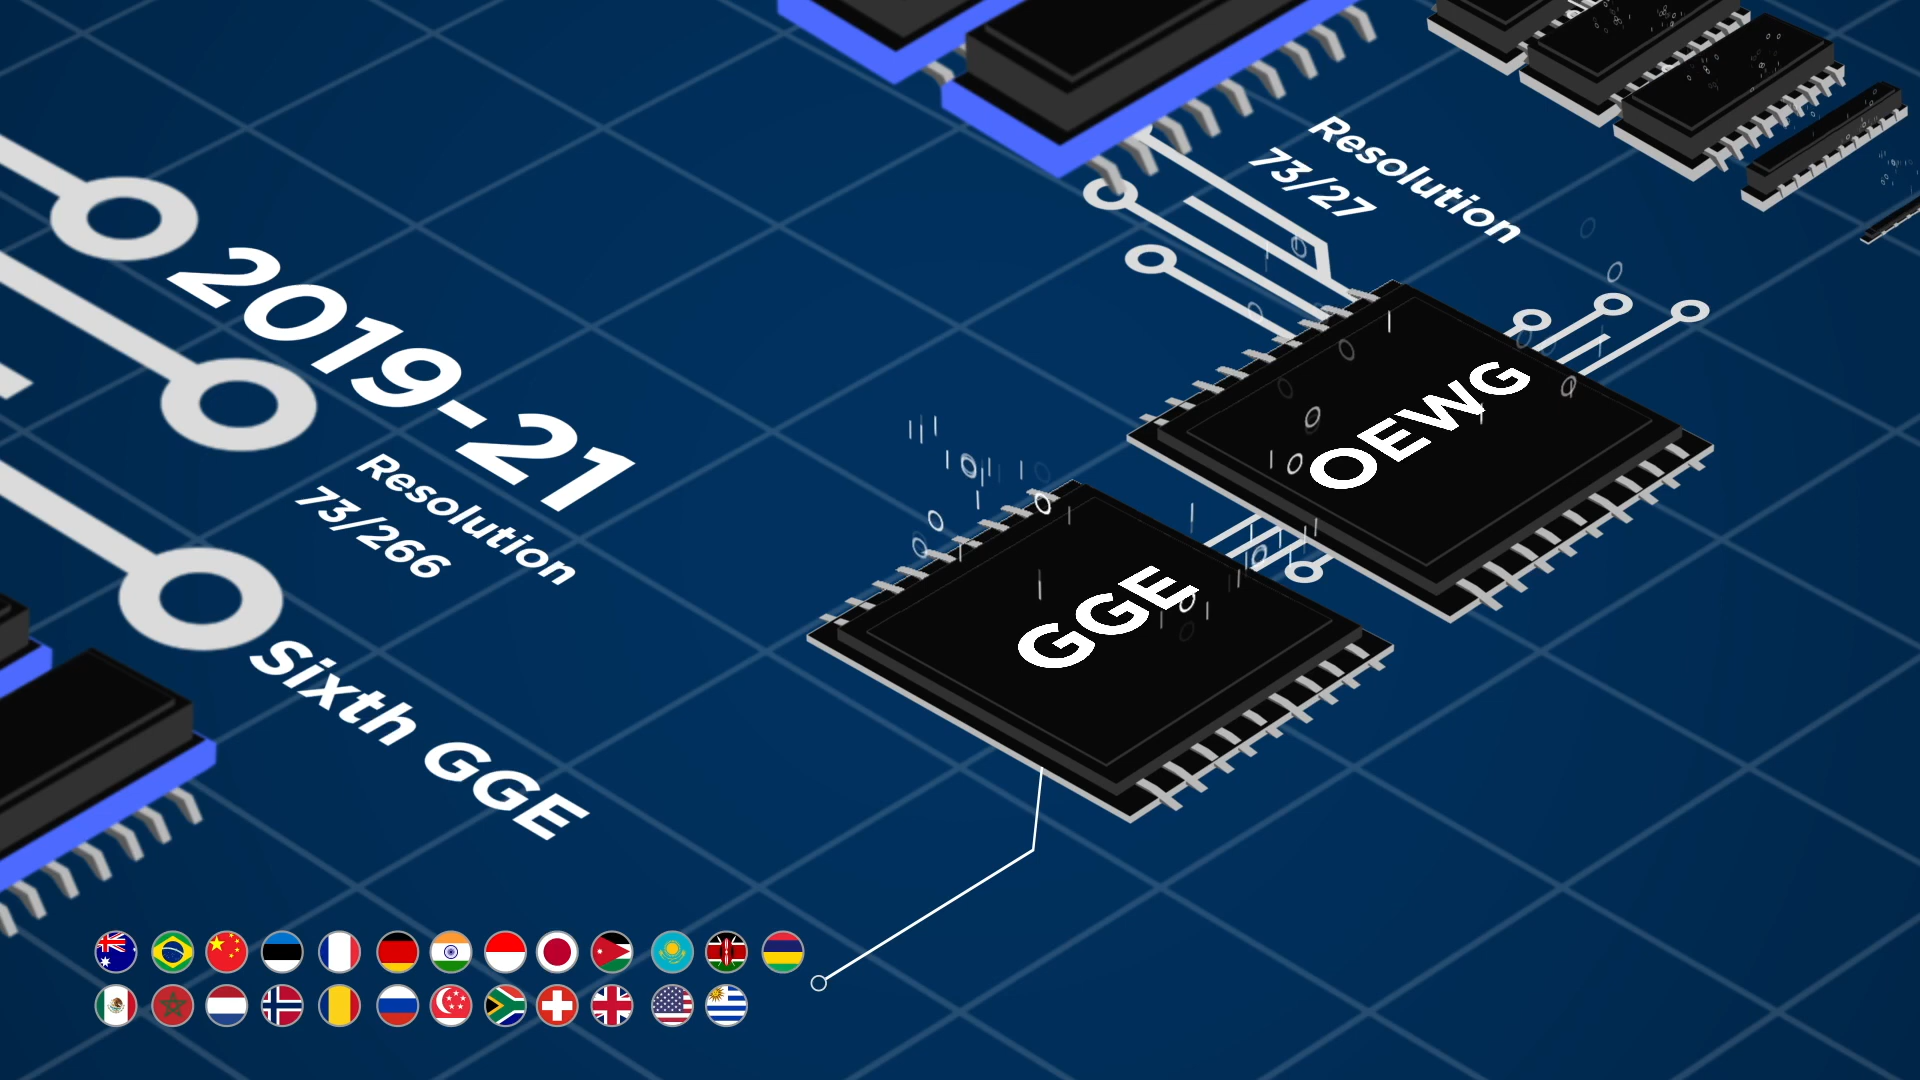 Resolution
73/27
2019-21
OEWG
Resolution
73/266
GGE
Sixth GGE